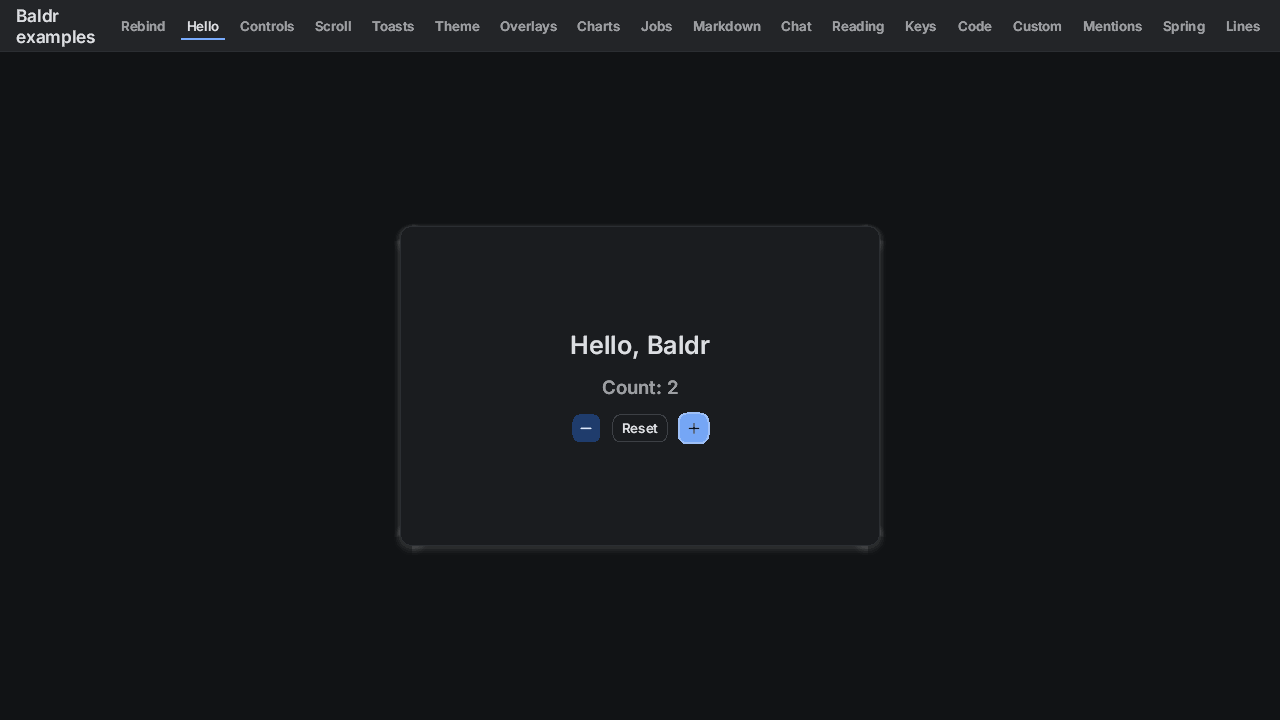 Baldr
examples
Rebind Hello Controls Scroll Toasts Theme Overlays Charts Jobs Markdown Chat Reading Keys Code Custom Mentions Spring Lines
Hello, Baldr
Count: 2
− Reset +